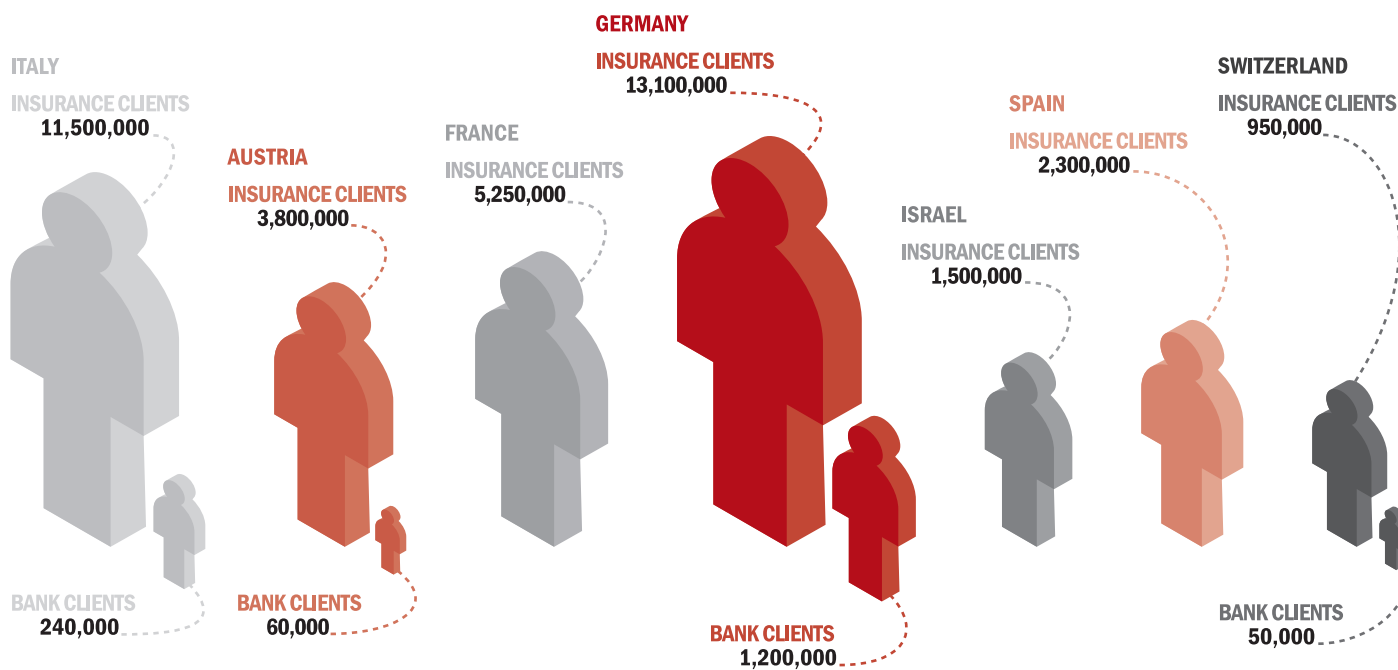 ITALY
INSURANCE CLIENTS
11,500,000
BANK CLIENTS
240,000
AUSTRIA
INSURANCE CLIENTS
3,800,000
BANK CLIENTS
60,000
FRANCE
INSURANCE CLIENTS
5,250,000
GERMANY
INSURANCE CLIENTS
13,100,000
BANK CLIENTS
1,200,000
ISRAEL
INSURANCE CLIENTS
1,500,000
SPAIN
INSURANCE CLIENTS
2,300,000
SWITZERLAND
INSURANCE CLIENTS
950,000
BANK CLIENTS
50,000